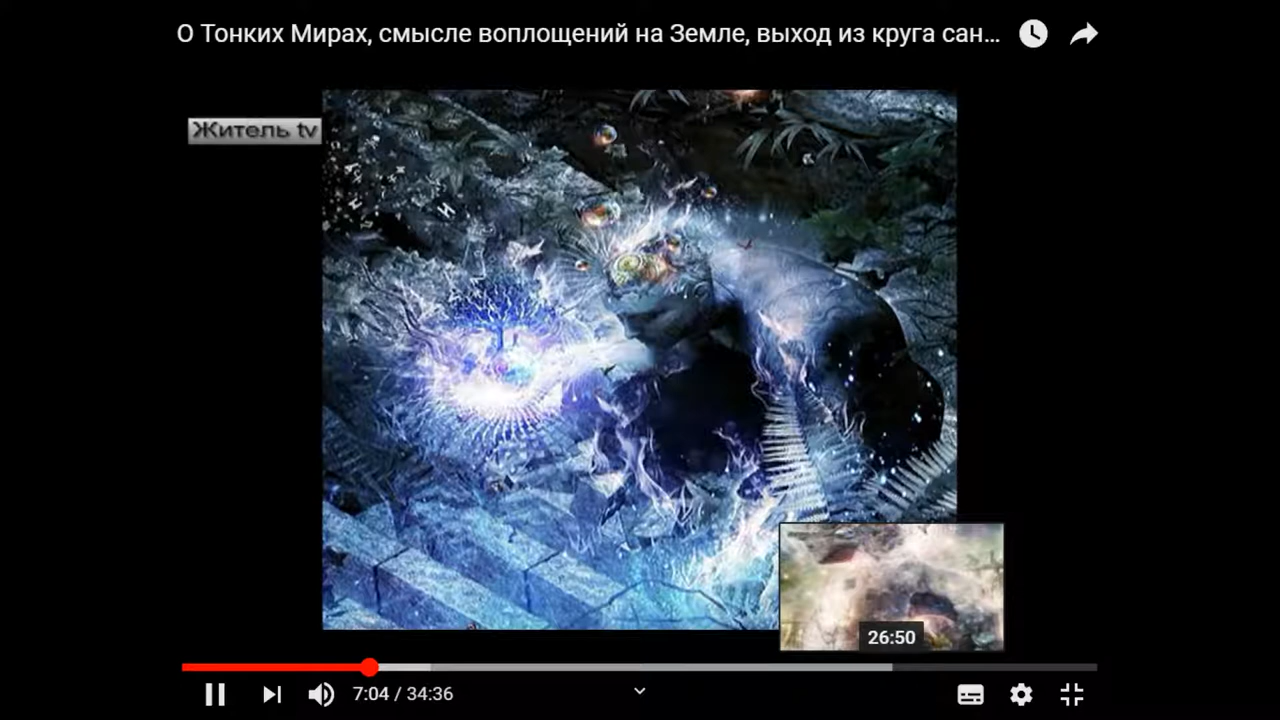 О Тонких Мирах, смысле воплощений на Земле, выход из круга сан...
Житель tv
26:50
7:04 / 34:36